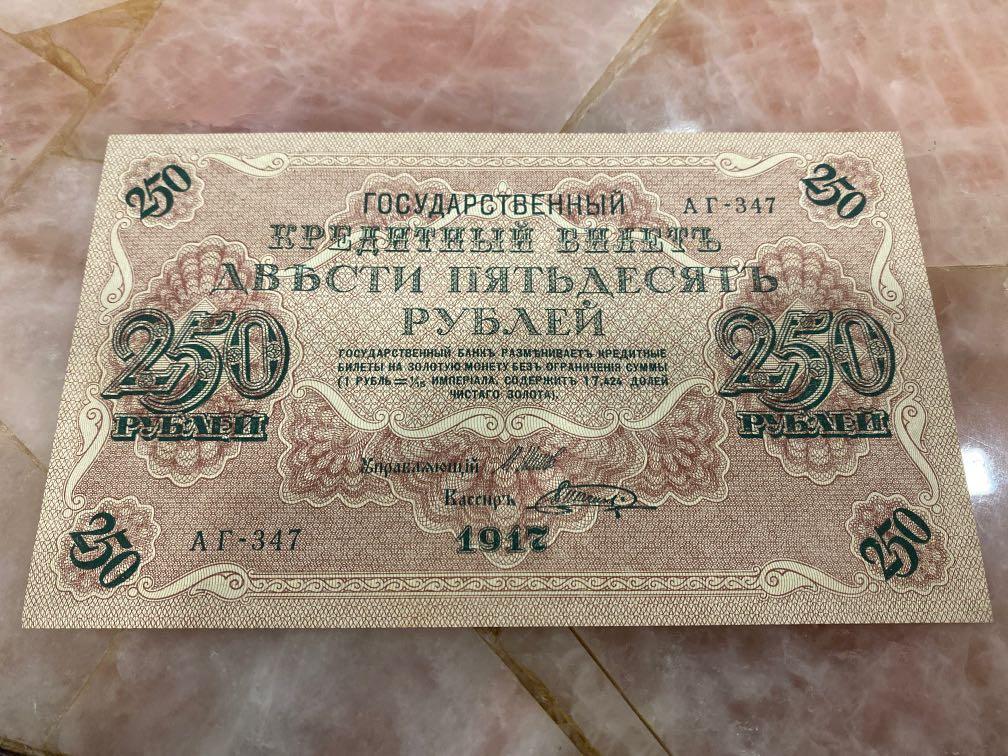 250
250
ГОСУДАРСТВЕННЫЙ
АГ-347
КРЕДИТНЫЙ БИЛЕТЪ
ДВѢСТИ ПЯТЬДЕСЯТЪ
РУБЛЕЙ
250
РУБЛЕЙ
250
РУБЛЕЙ
ГОСУДАРСТВЕННЫЙ БАНКЪ РАЗМѢНИВАЕТЪ КРЕДИТНЫЕ
БИЛЕТЫ НА ЗОЛОТУЮ МОНЕТУ БЕЗЪ ОГРАНИЧЕНІЯ СУММЫ
(1 РУБЛЬ = 1/15 ИМПЕРІАЛА, СОДЕРЖИТЪ 17,424 ДОЛЕЙ
ЧИСТАГО ЗОЛОТА).
Управляющій
Кассиръ
АГ-347
1917
250
250